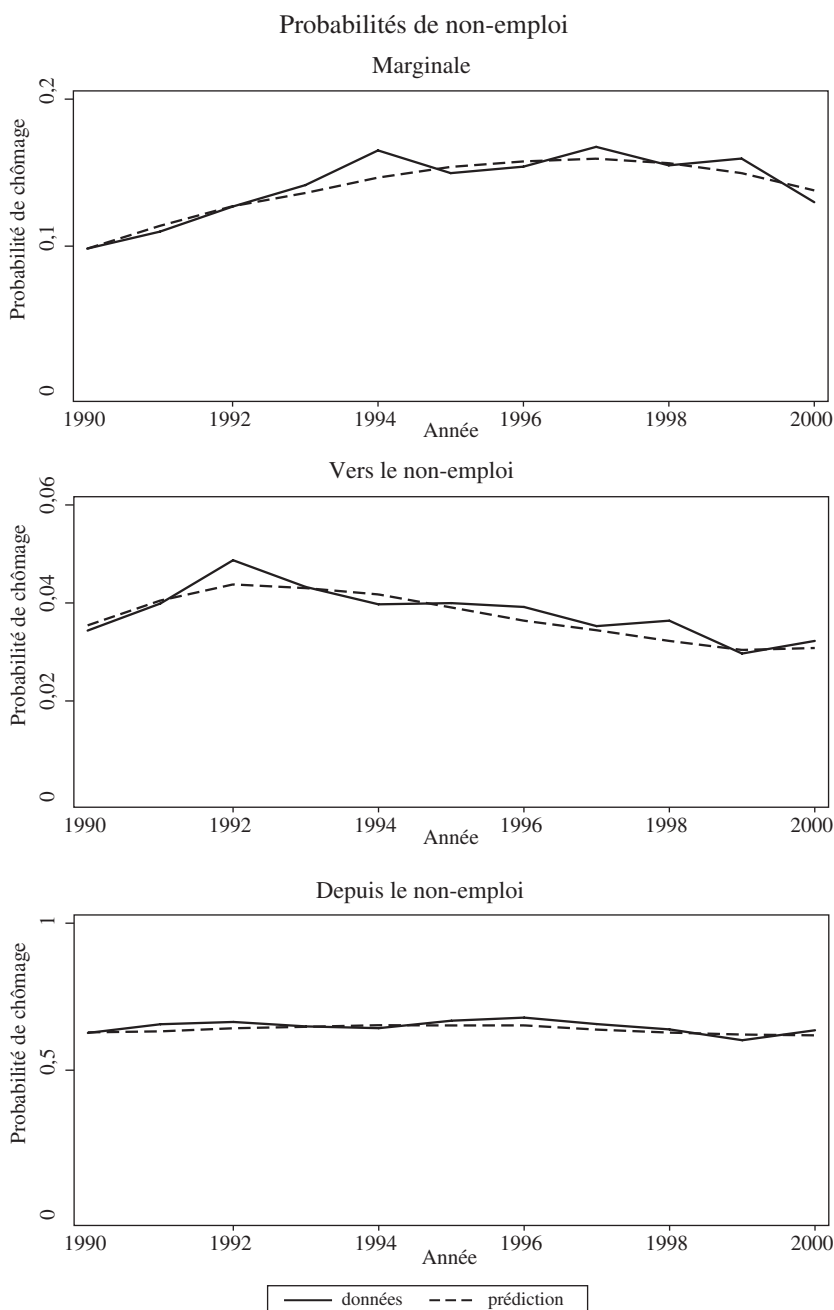 Probabilités de non-emploi
Marginale
Probabilité de chômage
0,2
0,1
0
1990 1992 1994 1996 1998 2000
Année
Vers le non-emploi
Probabilité de chômage
0,06
0,04
0,02
0
1990 1992 1994 1996 1998 2000
Année
Depuis le non-emploi
Probabilité de chômage
1
0,5
0
1990 1992 1994 1996 1998 2000
Année
données prédiction